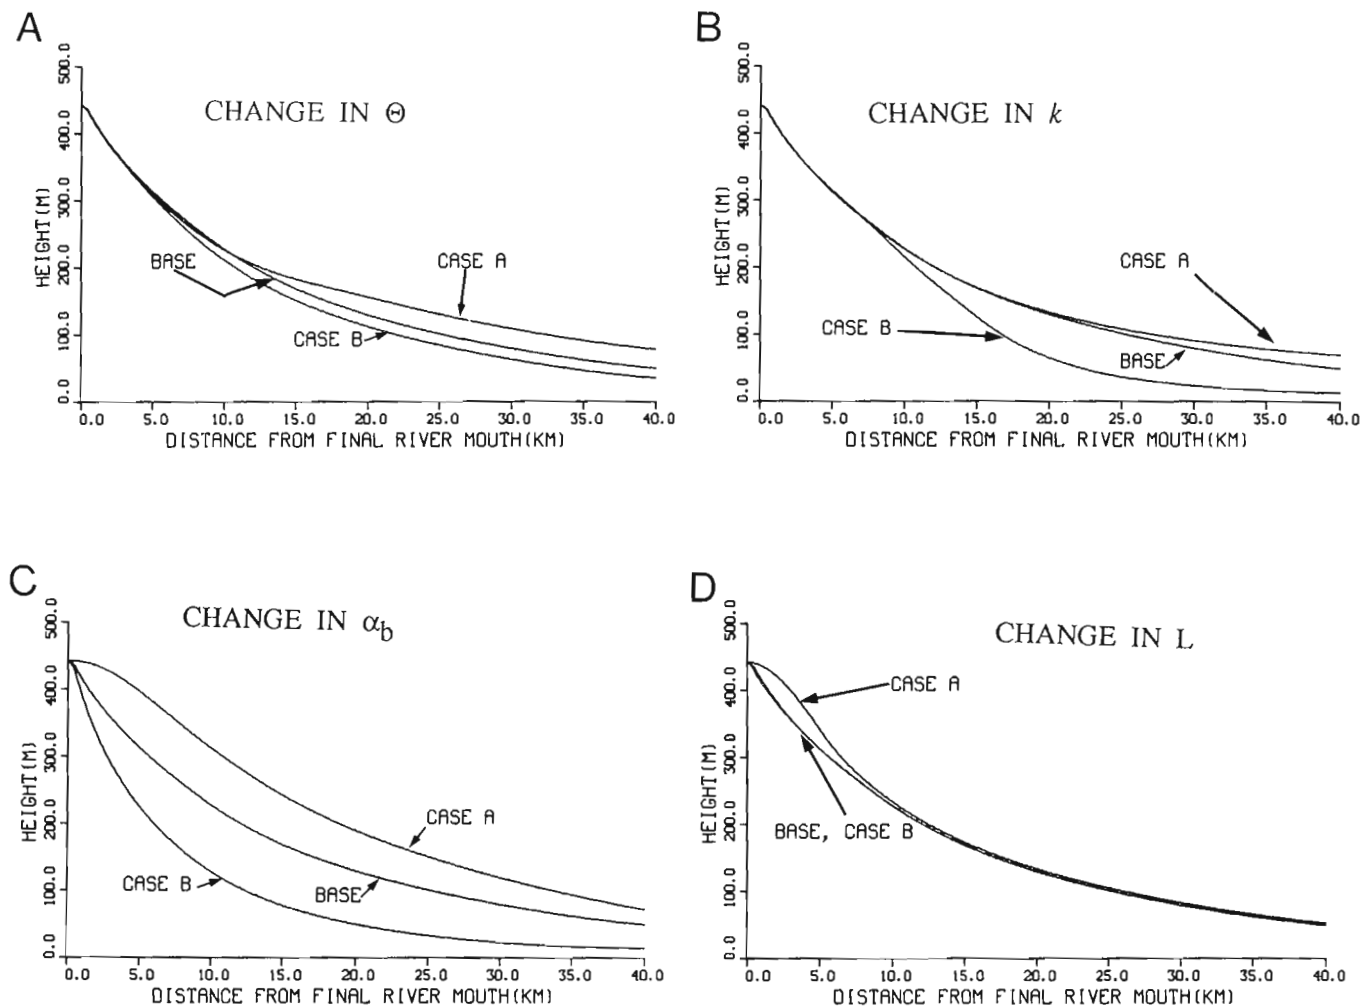 A
CHANGE IN Θ
HEIGHT(M)
500.0
400.0
300.0
200.0
100.0
0.0
BASE
CASE A
CASE B
0.0 5.0 10.0 15.0 20.0 25.0 30.0 35.0 40.0
DISTANCE FROM FINAL RIVER MOUTH(KM)
B
CHANGE IN k
HEIGHT(M)
500.0
400.0
300.0
200.0
100.0
0.0
CASE A
CASE B
BASE
0.0 5.0 10.0 15.0 20.0 25.0 30.0 35.0 40.0
DISTANCE FROM FINAL RIVER MOUTH(KM)
C
CHANGE IN αb
HEIGHT(M)
500.0
400.0
300.0
200.0
100.0
0.0
CASE A
CASE B
BASE
0.0 5.0 10.0 15.0 20.0 25.0 30.0 35.0 40.0
DISTANCE FROM FINAL RIVER MOUTH(KM)
D
CHANGE IN L
HEIGHT(M)
500.0
400.0
300.0
200.0
100.0
0.0
CASE A
BASE, CASE B
0.0 5.0 10.0 15.0 20.0 25.0 30.0 35.0 40.0
DISTANCE FROM FINAL RIVER MOUTH(KM)